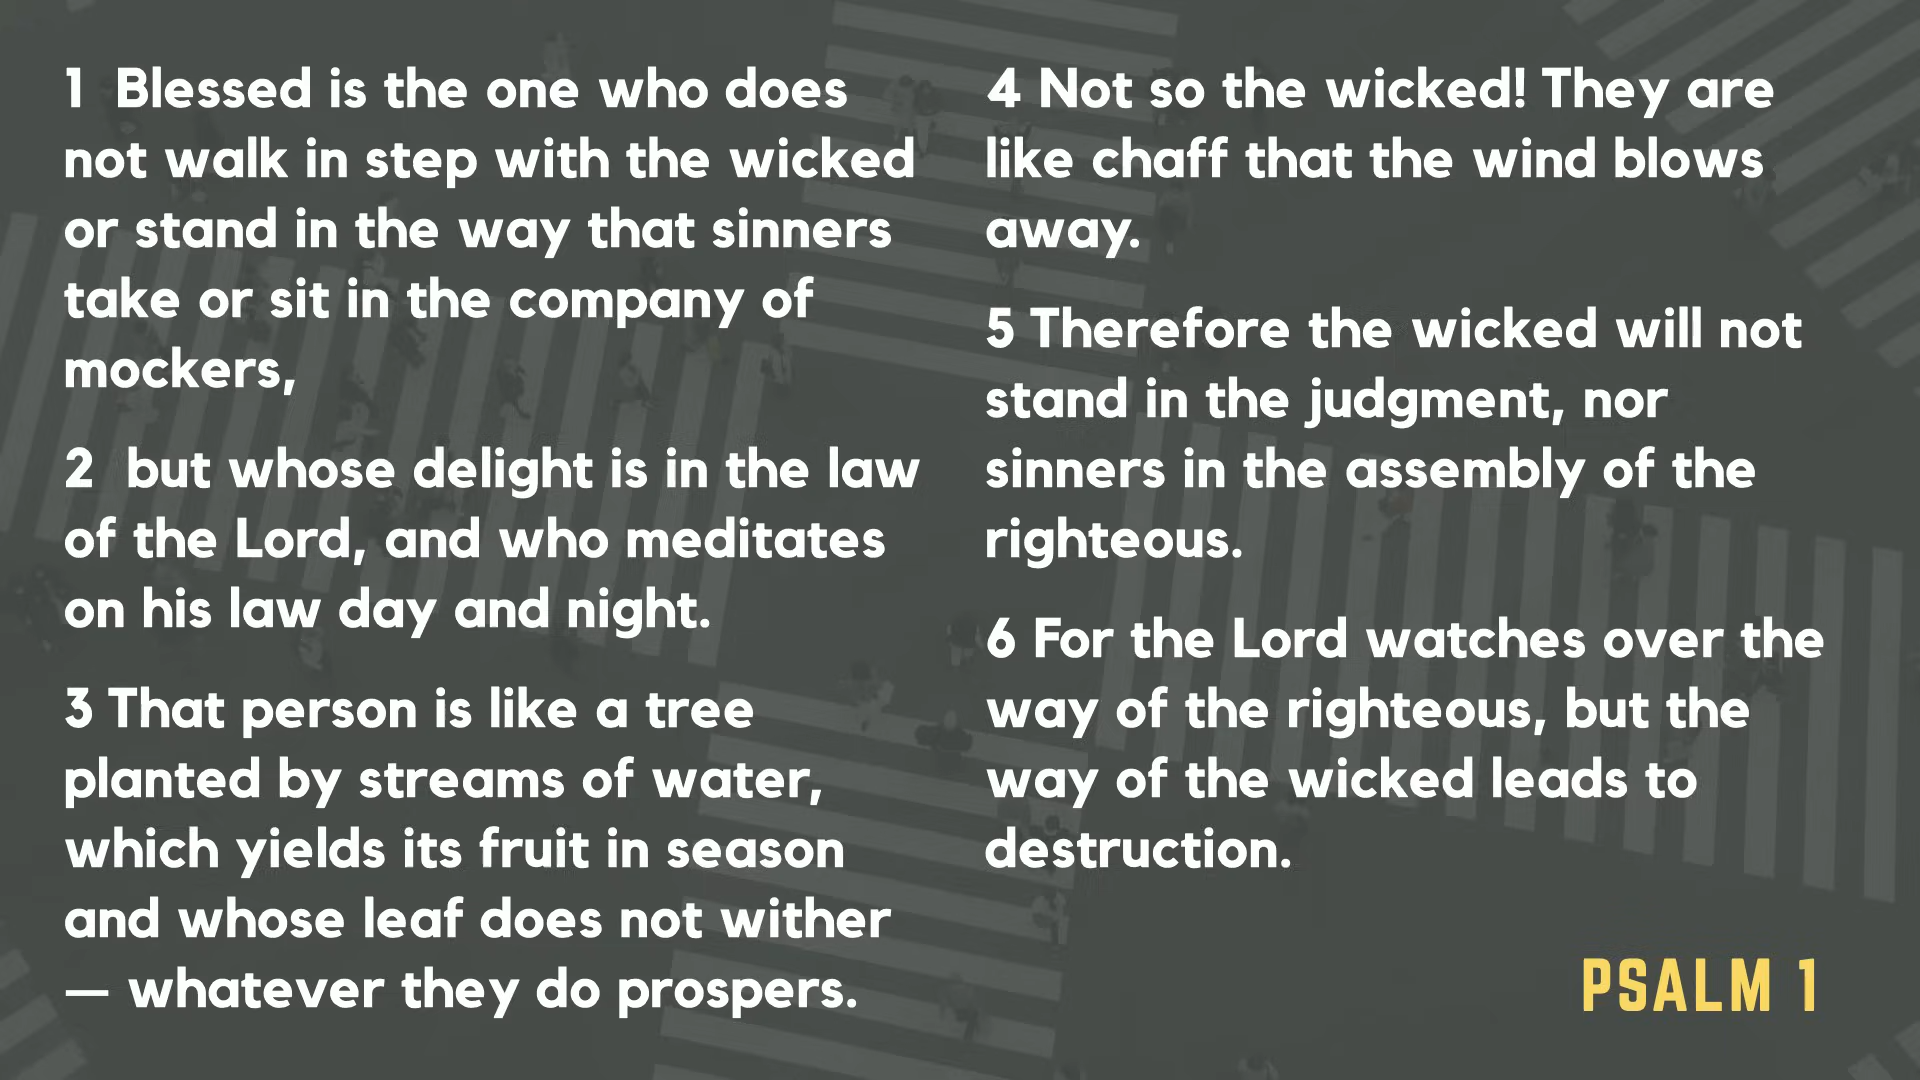 1  Blessed is the one who does
not walk in step with the wicked
or stand in the way that sinners
take or sit in the company of
mockers,
2  but whose delight is in the law
of the Lord, and who meditates
on his law day and night.
3 That person is like a tree
planted by streams of water,
which yields its fruit in season
and whose leaf does not wither
— whatever they do prospers.
4 Not so the wicked! They are
like chaff that the wind blows
away.
5 Therefore the wicked will not
stand in the judgment, nor
sinners in the assembly of the
righteous.
6 For the Lord watches over the
way of the righteous, but the
way of the wicked leads to
destruction.
PSALM 1